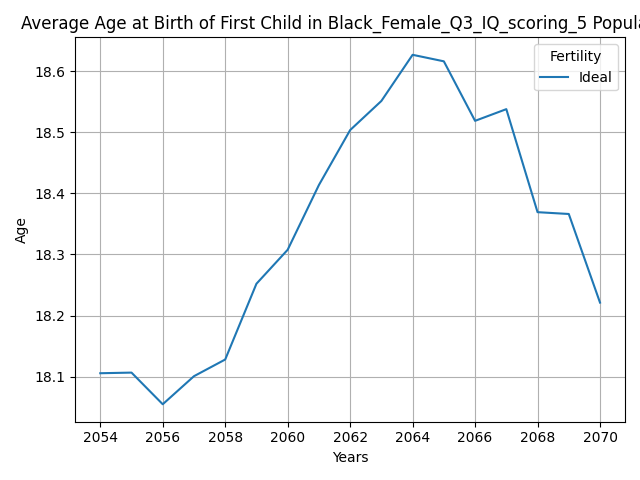 Average Age at Birth of First Child in Black_Female_Q3_IQ_scoring_5 Popula
Fertility
Ideal
18.6
18.5
18.4
18.3
18.2
18.1
Age
2054 2056 2058 2060 2062 2064 2066 2068 2070
Years